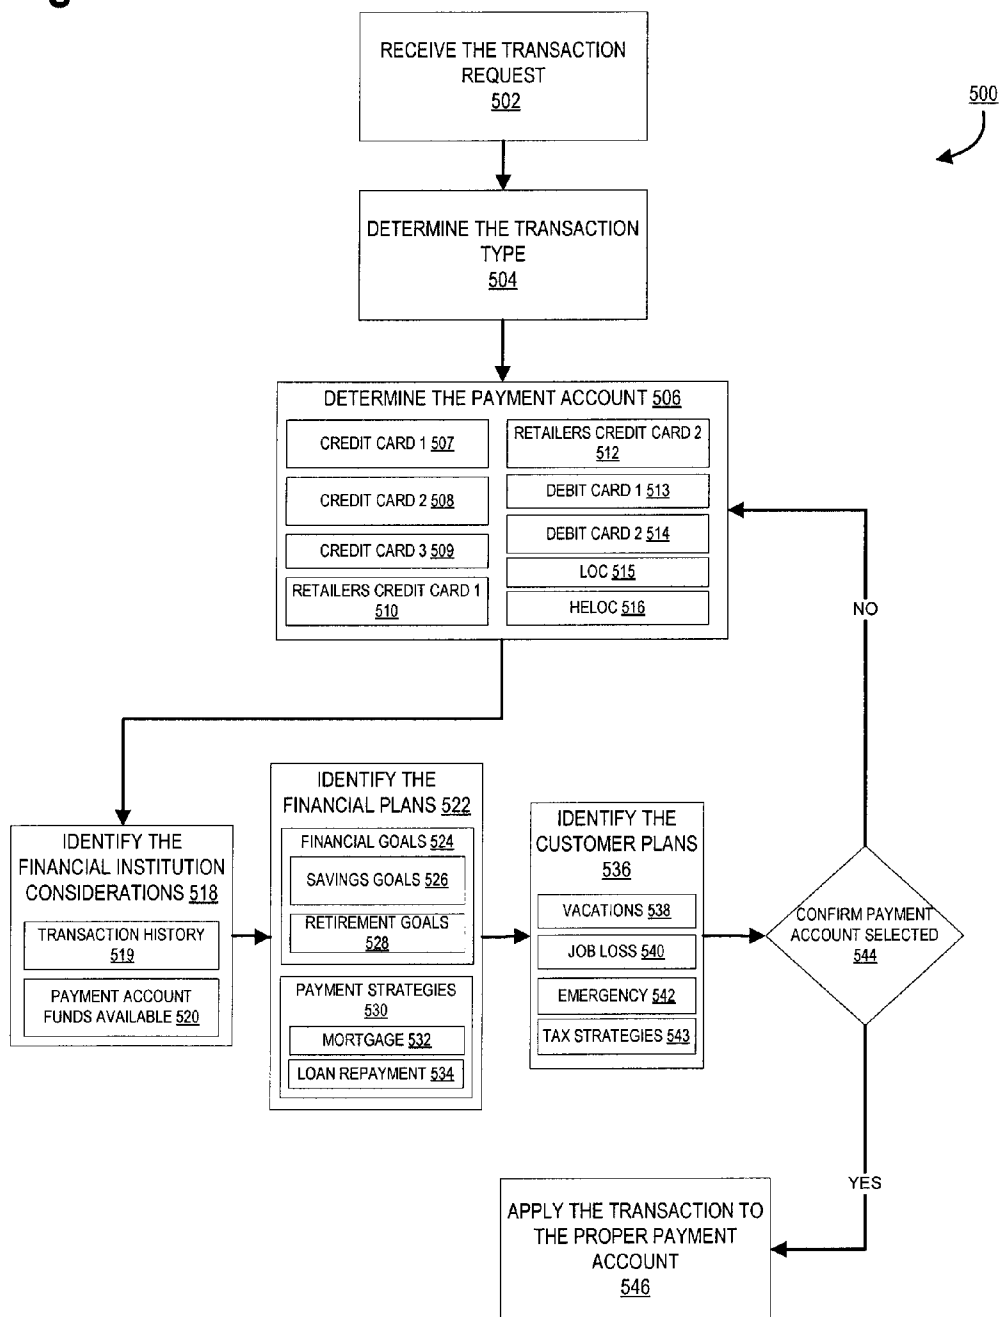 RECEIVE THE TRANSACTION
REQUEST
502
500
DETERMINE THE TRANSACTION
TYPE
504
DETERMINE THE PAYMENT ACCOUNT 506
CREDIT CARD 1 507
CREDIT CARD 2 508
CREDIT CARD 3 509
RETAILERS CREDIT CARD 1
510
RETAILERS CREDIT CARD 2
512
DEBIT CARD 1 513
DEBIT CARD 2 514
LOC 515
HELOC 516
NO
IDENTIFY THE
FINANCIAL INSTITUTION
CONSIDERATIONS 518
TRANSACTION HISTORY
519
PAYMENT ACCOUNT
FUNDS AVAILABLE 520
IDENTIFY THE
FINANCIAL PLANS 522
FINANCIAL GOALS 524
SAVINGS GOALS 526
RETIREMENT GOALS
528
PAYMENT STRATEGIES
530
MORTGAGE 532
LOAN REPAYMENT 534
IDENTIFY THE
CUSTOMER PLANS
536
VACATIONS 538
JOB LOSS 540
EMERGENCY 542
TAX STRATEGIES 543
CONFIRM PAYMENT
ACCOUNT SELECTED
544
YES
APPLY THE TRANSACTION TO
THE PROPER PAYMENT
ACCOUNT
546